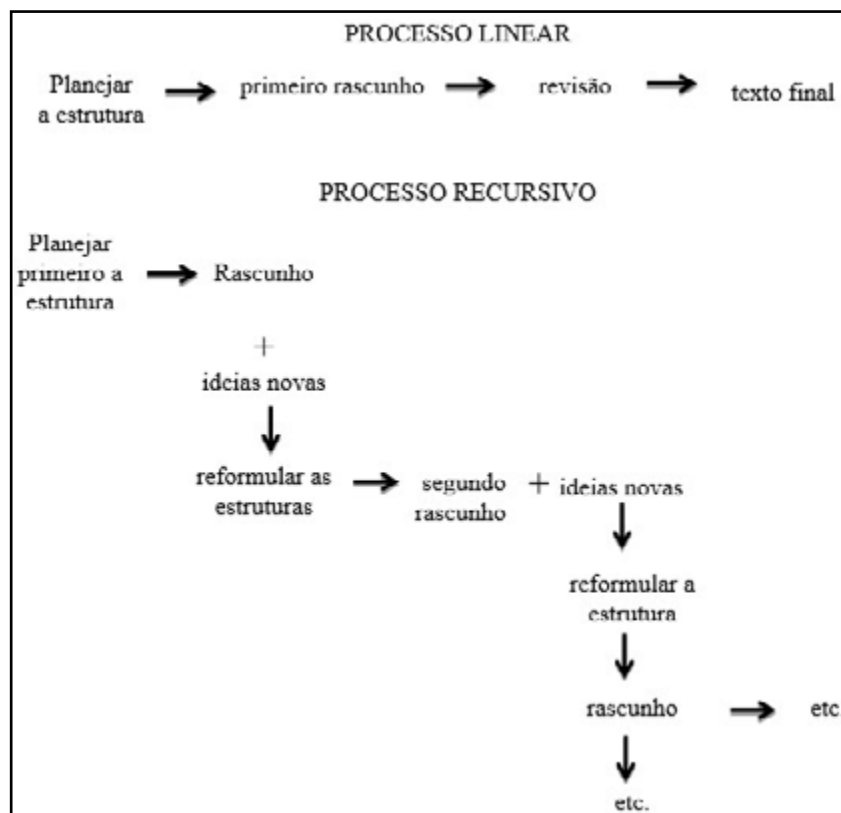 PROCESSO LINEAR
Planejar
a estrutura
primeiro rascunho
revisão
texto final
PROCESSO RECURSIVO
Planejar
primeiro a
estrutura
Rascunho
+
ideias novas
reformular as
estruturas
segundo
rascunho
+
ideias novas
reformular a
estrutura
rascunho
etc.
etc.